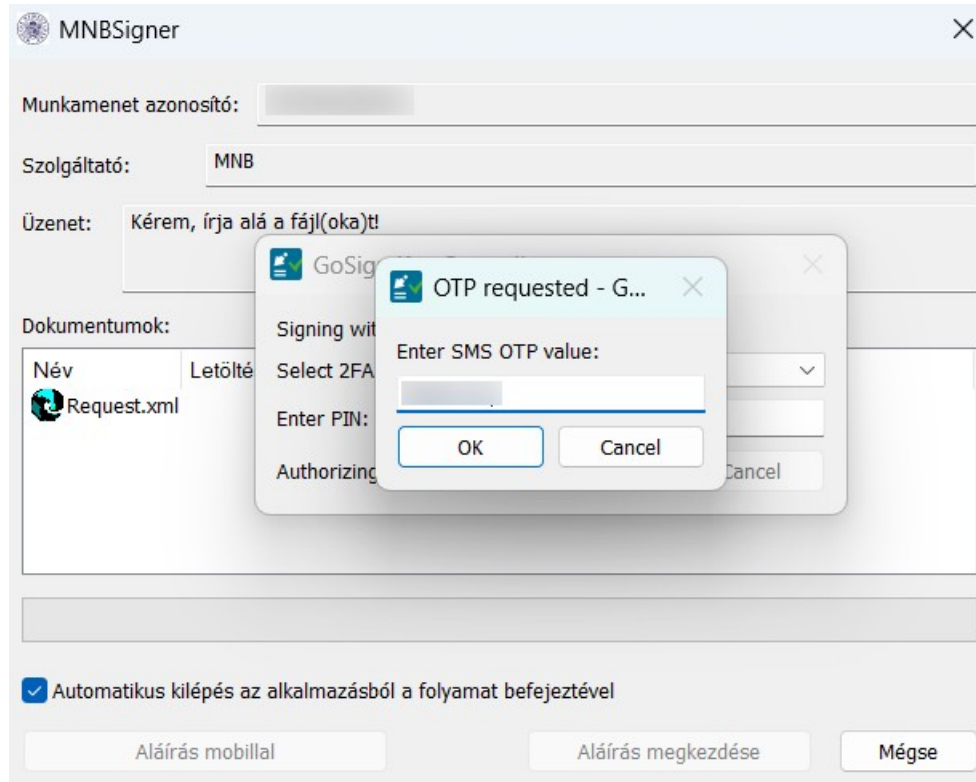 MNBSigner
Munkamenet azonosító:
Szolgáltató: MNB
Üzenet: Kérem, írja alá a fájl(oka)t!
GoSig
OTP requested - G...
Dokumentumok:
Signing wit
Enter SMS OTP value:
Név Letölté
Select 2FA
Request.xml
Enter PIN:
OK Cancel
Authorizing
Cancel
Automatikus kilépés az alkalmazásból a folyamat befejeztével
Aláírás mobillal Aláírás megkezdése Mégse